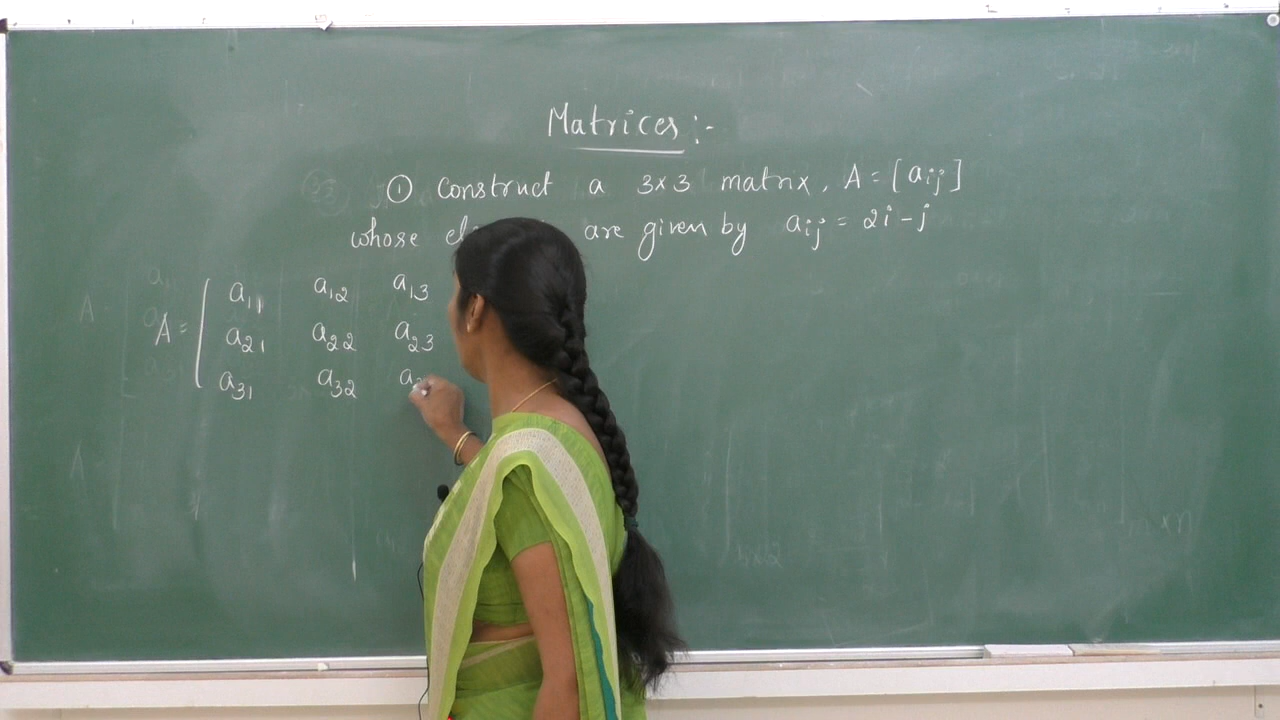 Matrices :-
① Construct a 3x3 matrix, A = [aij]
whose are given by aij = 2i - j
a11 a12 a13
A = [ a21 a22 a23
a31 a32
m x n